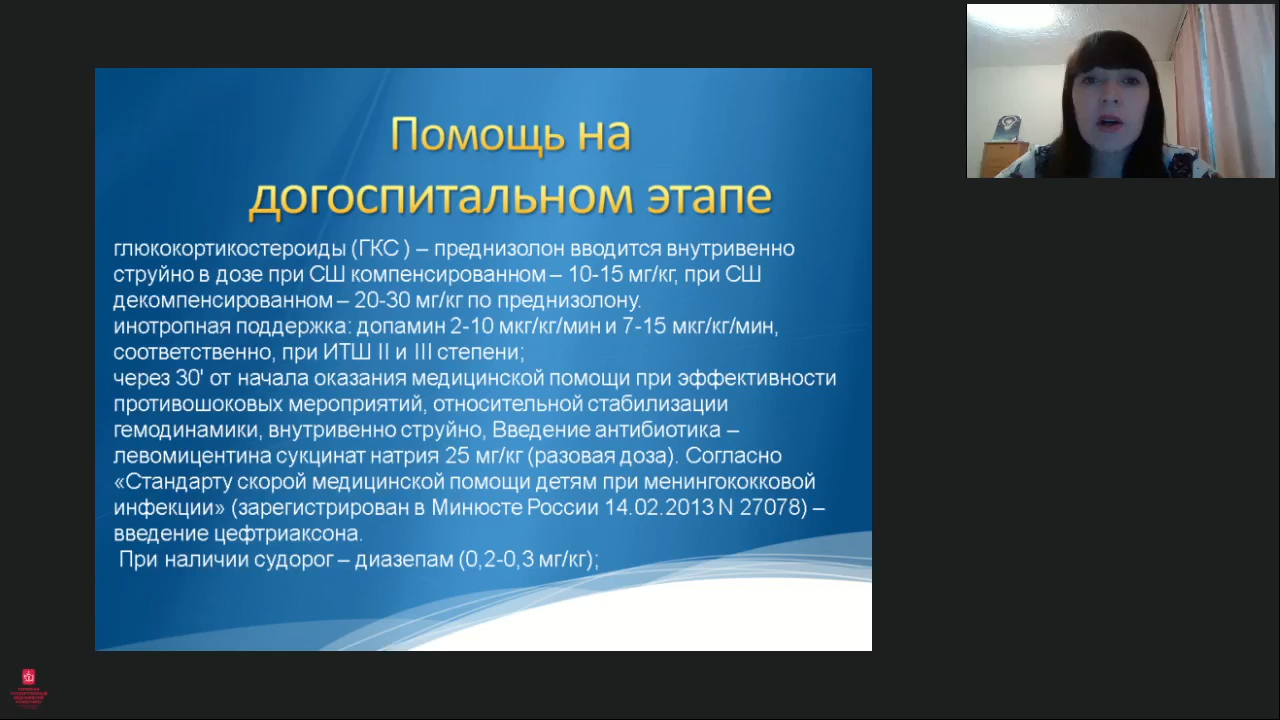 Помощь на
догоспитальном этапе
глюкокортикостероиды (ГКС ) – преднизолон вводится внутривенно
струйно в дозе при СШ компенсированном – 10-15 мг/кг, при СШ
декомпенсированном – 20-30 мг/кг по преднизолону.
инотропная поддержка: допамин 2-10 мкг/кг/мин и 7-15 мкг/кг/мин,
соответственно, при ИТШ II и III степени;
через 30' от начала оказания медицинской помощи при эффективности
противошоковых мероприятий, относительной стабилизации
гемодинамики, внутривенно струйно, Введение антибиотика –
левомицентина сукцинат натрия 25 мг/кг (разовая доза). Согласно
«Стандарту скорой медицинской помощи детям при менингококковой
инфекции» (зарегистрирован в Минюсте России 14.02.2013 N 27078) –
введение цефтриаксона.
При наличии судорог – диазепам (0,2-0,3 мг/кг);